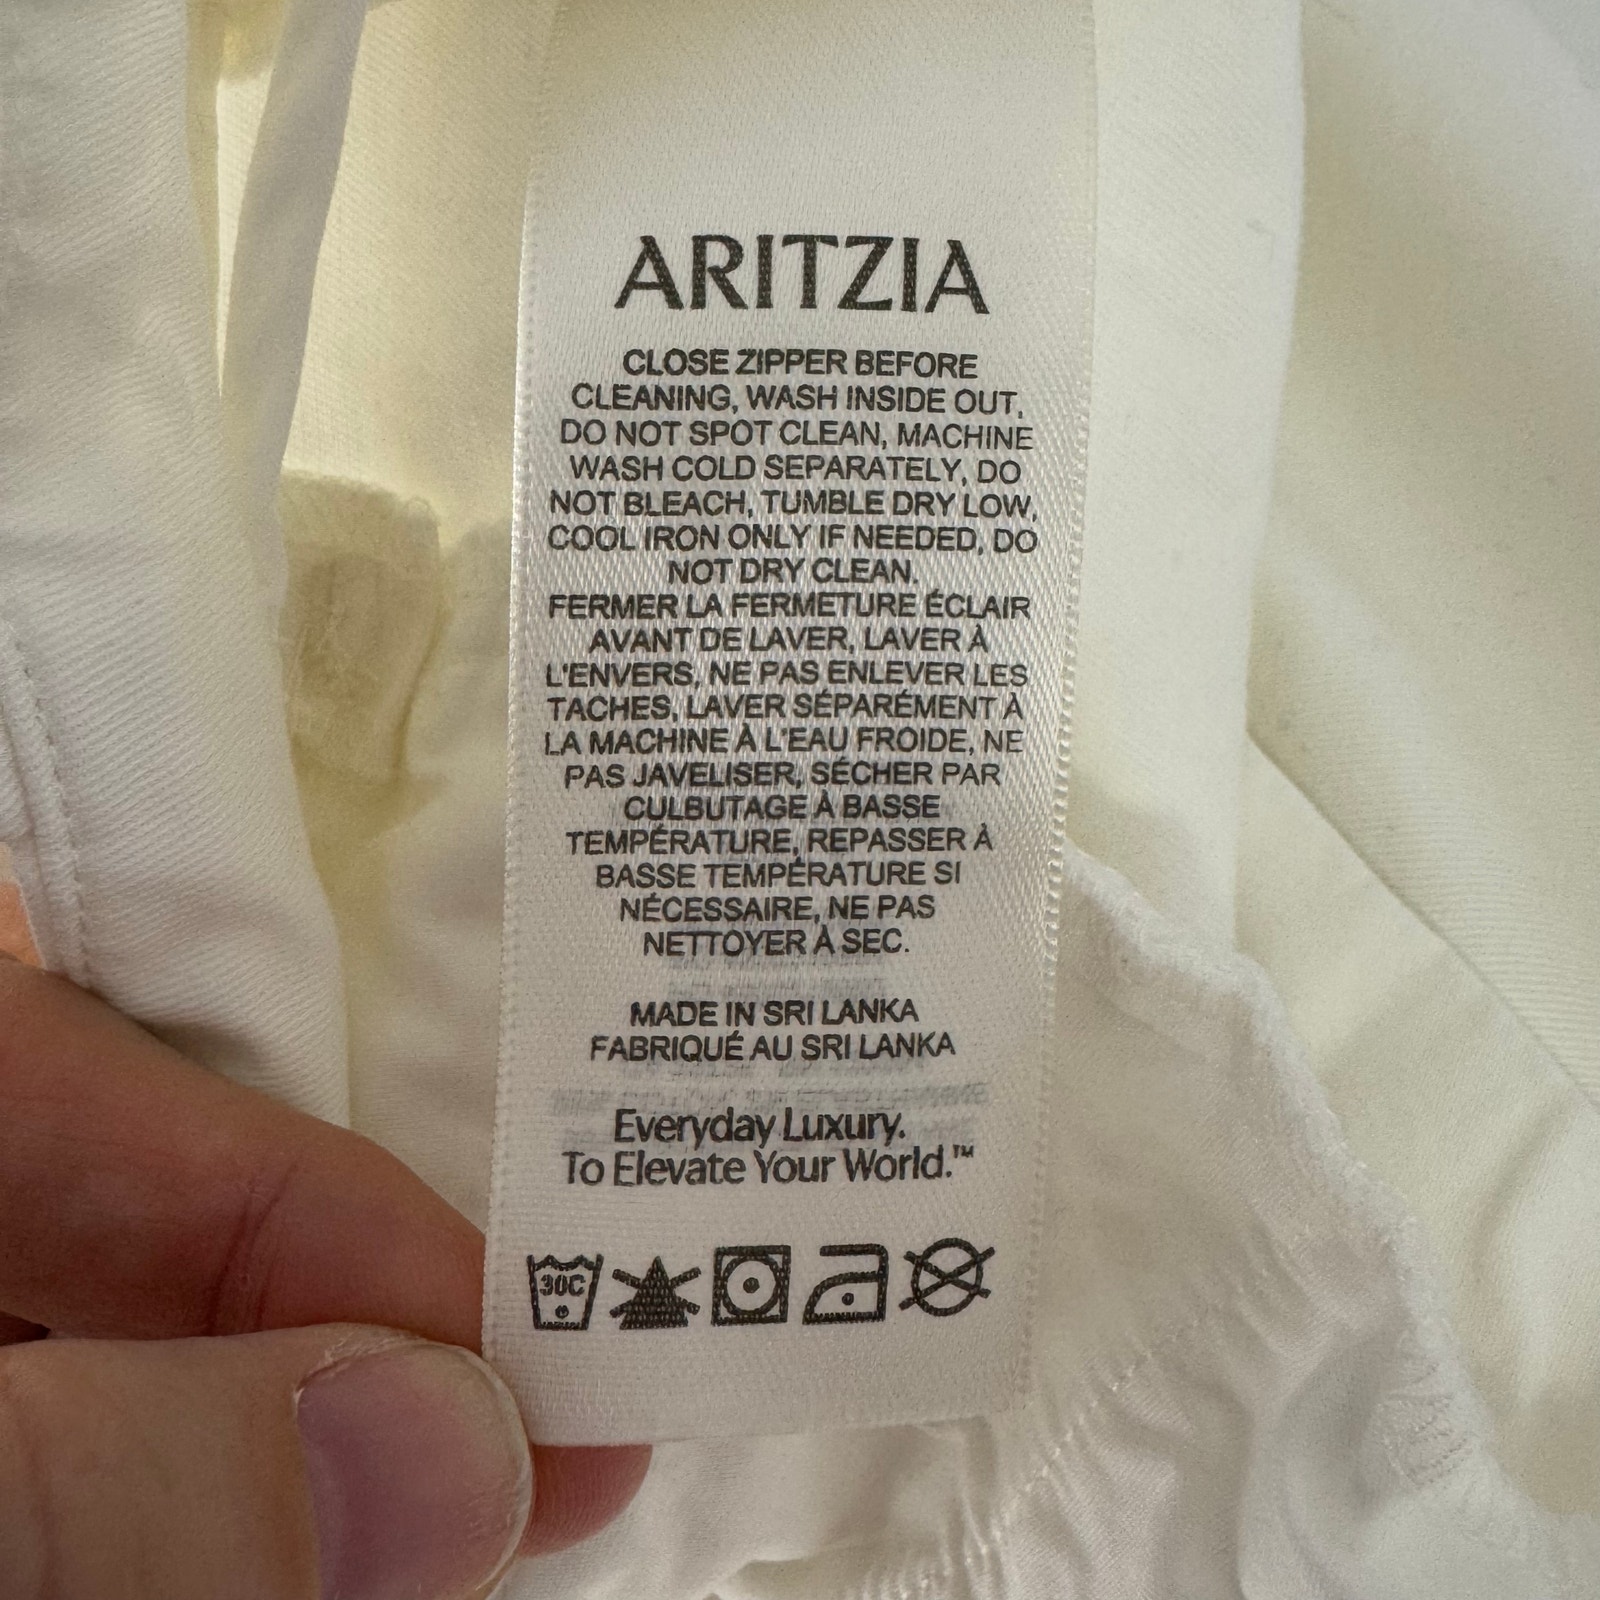 ARITZIA
CLOSE ZIPPER BEFORE
CLEANING, WASH INSIDE OUT,
DO NOT SPOT CLEAN, MACHINE
WASH COLD SEPARATELY, DO
NOT BLEACH, TUMBLE DRY LOW,
COOL IRON ONLY IF NEEDED, DO
NOT DRY CLEAN.
FERMER LA FERMETURE ÉCLAIR
AVANT DE LAVER, LAVER À
L'ENVERS, NE PAS ENLEVER LES
TACHES, LAVER SÉPARÉMENT À
LA MACHINE À L'EAU FROIDE, NE
PAS JAVELISER, SÉCHER PAR
CULBUTAGE À BASSE
TEMPÉRATURE, REPASSER À
BASSE TEMPÉRATURE SI
NÉCESSAIRE, NE PAS
NETTOYER À SEC.
MADE IN SRI LANKA
FABRIQUÉ AU SRI LANKA
Everyday Luxury.
To Elevate Your World.™
30C